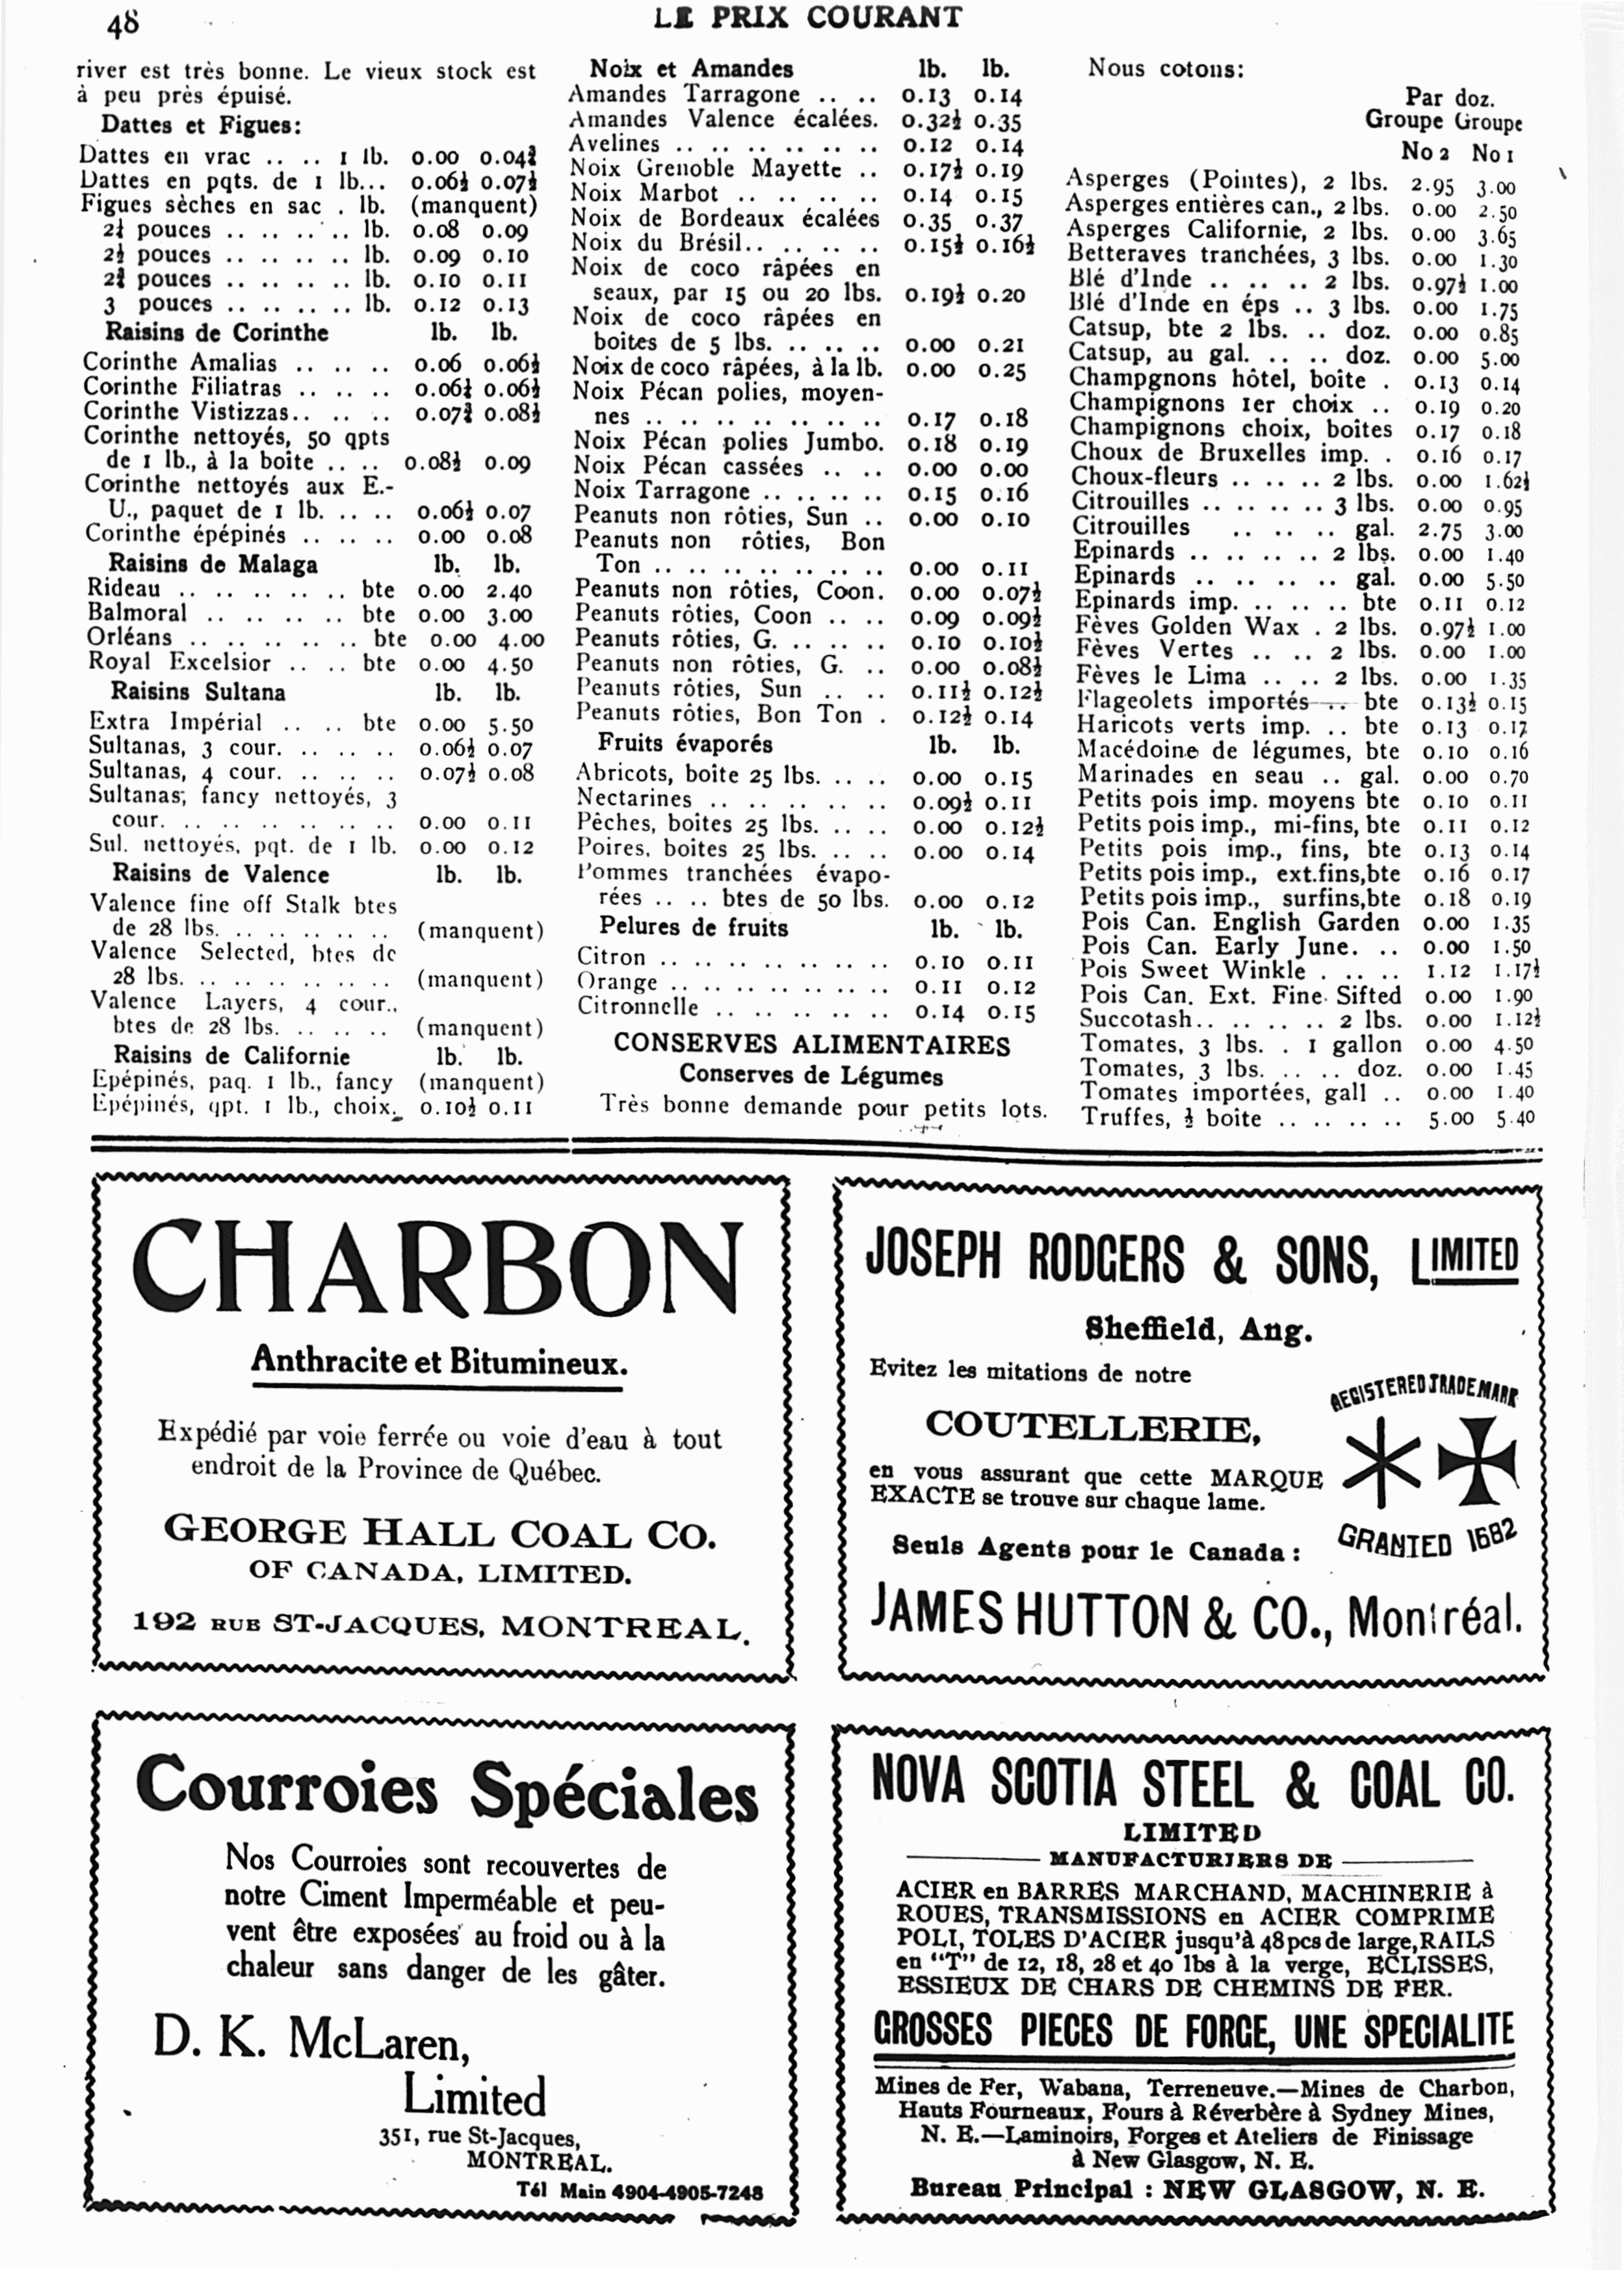 48
LE PRIX COURANT
river est très bonne. Le vieux stock est
à peu près épuisé.
Dattes et Figues:
Dattes en vrac .. .. 1 lb. 0.00 0.04¾
Dattes en pqts. de 1 lb... 0.06½ 0.07½
Figues sèches en sac . lb. (manquent)
2¼ pouces .. .. .. .. lb. 0.08 0.09
2½ pouces .. .. .. .. .. lb. 0.09 0.10
2¾ pouces .. .. .. .. .. lb. 0.10 0.11
3 pouces .. .. .. .. .. lb. 0.12 0.13
Raisins de Corinthe lb. lb.
Corinthe Amalias .. .. .. 0.06 0.06½
Corinthe Filiatras .. .. .. 0.06¼ 0.06½
Corinthe Vistizzas.. .. .. 0.07¾ 0.08½
Corinthe nettoyés, 50 qpts
de 1 lb., à la boite .. .. 0.08½ 0.09
Corinthe nettoyés aux E.-
U., paquet de 1 lb. .. .. 0.06½ 0.07
Corinthe épépinés .. .. .. 0.00 0.08
Raisins de Malaga lb. lb.
Rideau .. .. .. .. .. bte 0.00 2.40
Balmoral .. .. .. .. bte 0.00 3.00
Orléans .. .. .. .. .. bte 0.00 4.00
Royal Excelsior .. .. bte 0.00 4.50
Raisins Sultana lb. lb.
Extra Impérial .. .. bte 0.00 5.50
Sultanas, 3 cour. .. .. .. 0.06½ 0.07
Sultanas, 4 cour. .. .. .. 0.07½ 0.08
Sultanas, fancy nettoyés, 3
cour. .. .. .. .. .. .. 0.00 0.11
Sul. nettoyés, pqt. de 1 lb. 0.00 0.12
Raisins de Valence lb. lb.
Valence fine off Stalk btes
de 28 lbs. .. .. .. .. .. (manquent)
Valence Selected, btes de
28 lbs. .. .. .. .. .. .. (manquent)
Valence Layers, 4 cour.,
btes de 28 lbs. .. .. .. (manquent)
Raisins de Californie lb. lb.
Epépinés, paq. 1 lb., fancy (manquent)
Epépinés, qpt. 1 lb., choix. 0.10½ 0.11
Noix et Amandes lb. lb.
Amandes Tarragone .. .. 0.13 0.14
Amandes Valence écalées. 0.32½ 0.35
Avelines .. .. .. .. .. .. 0.12 0.14
Noix Grenoble Mayette .. 0.17½ 0.19
Noix Marbot .. .. .. .. 0.14 0.15
Noix de Bordeaux écalées 0.35 0.37
Noix du Brésil.. .. .. .. 0.15½ 0.16½
Noix de coco râpées en
seaux, par 15 ou 20 lbs. 0.19½ 0.20
Noix de coco râpées en
boites de 5 lbs. .. .. .. 0.00 0.21
Noix de coco râpées, à la lb. 0.00 0.25
Noix Pécan polies, moyen-
nes .. .. .. .. .. .. .. 0.17 0.18
Noix Pécan polies Jumbo. 0.18 0.19
Noix Pécan cassées .. .. 0.00 0.00
Noix Tarragone .. .. .. .. 0.15 0.16
Peanuts non rôties, Sun .. 0.00 0.10
Peanuts non rôties, Bon
Ton .. .. .. .. .. .. .. 0.00 0.11
Peanuts non rôties, Coon. 0.00 0.07½
Peanuts rôties, Coon .. .. 0.09 0.09½
Peanuts rôties, G. .. .. .. 0.10 0.10½
Peanuts non rôties, G. .. 0.00 0.08½
Peanuts rôties, Sun .. .. 0.11½ 0.12½
Peanuts rôties, Bon Ton . 0.12½ 0.14
Fruits évaporés lb. lb.
Abricots, boite 25 lbs. .. .. 0.00 0.15
Nectarines .. .. .. .. .. 0.09½ 0.11
Pêches, boites 25 lbs. .. .. 0.00 0.12½
Poires, boites 25 lbs. .. .. 0.00 0.14
Pommes tranchées évapo-
rées .. .. btes de 50 lbs. 0.00 0.12
Pelures de fruits lb. lb.
Citron .. .. .. .. .. .. .. 0.10 0.11
Orange .. .. .. .. .. .. .. 0.11 0.12
Citronnelle .. .. .. .. .. 0.14 0.15
CONSERVES ALIMENTAIRES
Conserves de Légumes
Très bonne demande pour petits lots.
Nous cotons:
Par doz.
Groupe Groupe
No 2 No 1
Asperges (Pointes), 2 lbs. 2.95 3.00
Asperges entières can., 2 lbs. 0.00 2.50
Asperges Californie, 2 lbs. 0.00 3.65
Betteraves tranchées, 3 lbs. 0.00 1.30
Blé d'Inde .. .. .. 2 lbs. 0.97½ 1.00
Blé d'Inde en éps .. 3 lbs. 0.00 1.75
Catsup, bte 2 lbs. .. doz. 0.00 0.85
Catsup, au gal. .. .. doz. 0.00 5.00
Champgnons hôtel, boite . 0.13 0.14
Champignons 1er choix .. 0.19 0.20
Champignons choix, boites 0.17 0.18
Choux de Bruxelles imp. . 0.16 0.17
Choux-fleurs .. .. .. 2 lbs. 0.00 1.62½
Citrouilles .. .. .. .. 3 lbs. 0.00 0.95
Citrouilles .. .. .. gal. 2.75 3.00
Epinards .. .. .. .. 2 lbs. 0.00 1.40
Epinards .. .. .. .. gal. 0.00 5.50
Epinards imp. .. .. .. bte 0.11 0.12
Fèves Golden Wax . 2 lbs. 0.97½ 1.00
Fèves Vertes .. .. 2 lbs. 0.00 1.00
Fèves le Lima .. .. 2 lbs. 0.00 1.35
Flageolets importés .. bte 0.13½ 0.15
Haricots verts imp. .. bte 0.13 0.17
Macédoine de légumes, bte 0.10 0.16
Marinades en seau .. gal. 0.00 0.70
Petits pois imp. moyens bte 0.10 0.11
Petits pois imp., mi-fins, bte 0.11 0.12
Petits pois imp., fins, bte 0.13 0.14
Petits pois imp., ext.fins,bte 0.16 0.17
Petits pois imp., surfins,bte 0.18 0.19
Pois Can. English Garden 0.00 1.35
Pois Can. Early June. .. 0.00 1.50
Pois Sweet Winkle . .. .. 1.12 1.17½
Pois Can. Ext. Fine Sifted 0.00 1.90
Succotash.. .. .. .. 2 lbs. 0.00 1.12½
Tomates, 3 lbs. . 1 gallon 0.00 4.50
Tomates, 3 lbs. .. .. doz. 0.00 1.45
Tomates importées, gall .. 0.00 1.40
Truffes, ½ boîte .. .. .. .. 5.00 5.40
CHARBON
Anthracite et Bitumineux.
Expédié par voie ferrée ou voie d'eau à tout
endroit de la Province de Québec.
GEORGE HALL COAL CO.
OF CANADA, LIMITED.
192 RUE ST-JACQUES, MONTREAL.
JOSEPH RODGERS & SONS, LIMITED
Sheffield, Ang.
Evitez les mitations de notre
COUTELLERIE,
en vous assurant que cette MARQUE
EXACTE se trouve sur chaque lame.
REGISTERED TRADE MARK
GRANTED 1682
Seuls Agents pour le Canada :
JAMES HUTTON & CO., Montréal.
Courroies Spéciales
Nos Courroies sont recouvertes de
notre Ciment Imperméable et peu-
vent être exposées au froid ou à la
chaleur sans danger de les gâter.
D. K. McLaren,
Limited
351, rue St-Jacques,
MONTREAL.
Tél Main 4904-4905-7248
NOVA SCOTIA STEEL & COAL CO.
LIMITED
MANUFACTURIERS DE
ACIER en BARRES MARCHAND, MACHINERIE à
ROUES, TRANSMISSIONS en ACIER COMPRIME
POLI, TOLES D'ACIER jusqu'à 48 pcs de large, RAILS
en "T" de 12, 18, 28 et 40 lbs à la verge, ECLISSES,
ESSIEUX DE CHARS DE CHEMINS DE FER.
GROSSES PIECES DE FORGE, UNE SPECIALITE
Mines de Fer, Wabana, Terreneuve.—Mines de Charbon,
Hauts Fourneaux, Fours à Réverbère à Sydney Mines,
N. E.—Laminoirs, Forges et Ateliers de Finissage
à New Glasgow, N. E.
Bureau Principal : NEW GLASGOW, N. E.